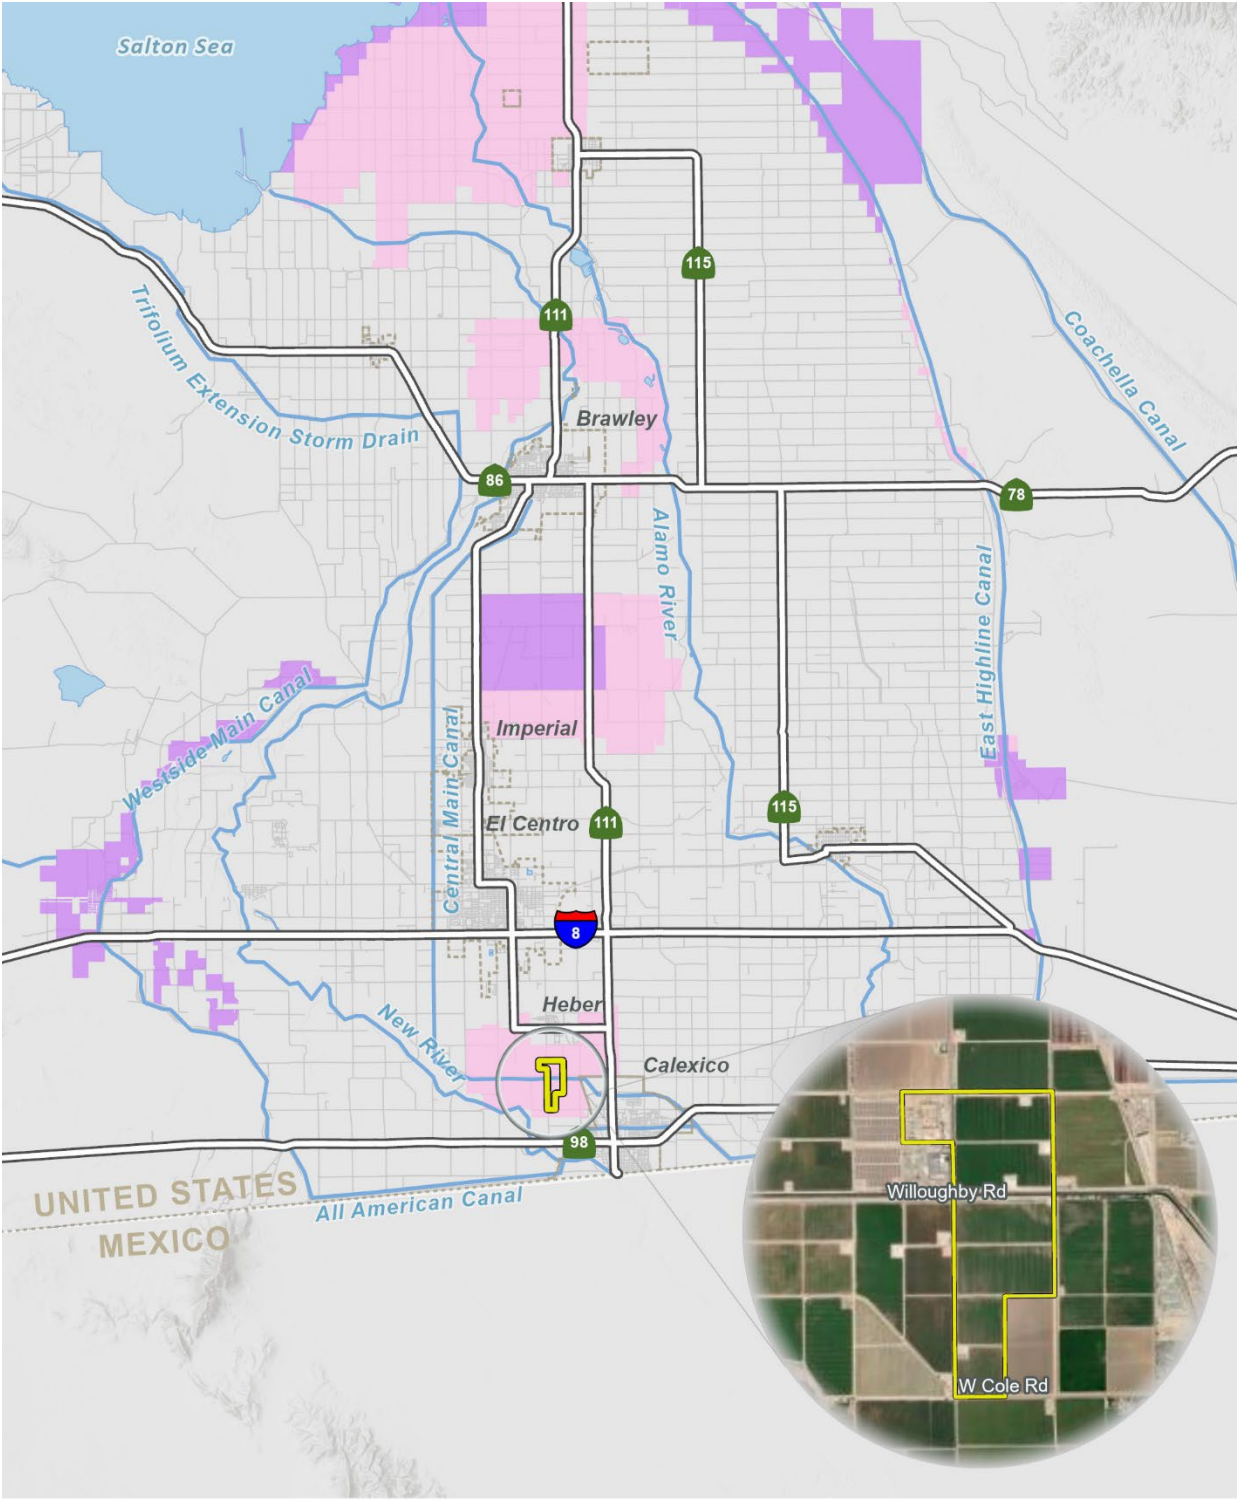 Salton Sea
115
111
Trifolium Extension Storm Drain
Coachella Canal
Brawley
86
78
Alamo River
East Highline Canal
Westside Main Canal
Central Main Canal
Imperial
El Centro
111
115
8
Heber
New River
Calexico
98
UNITED STATES
MEXICO
All American Canal
Willoughby Rd
W Cole Rd